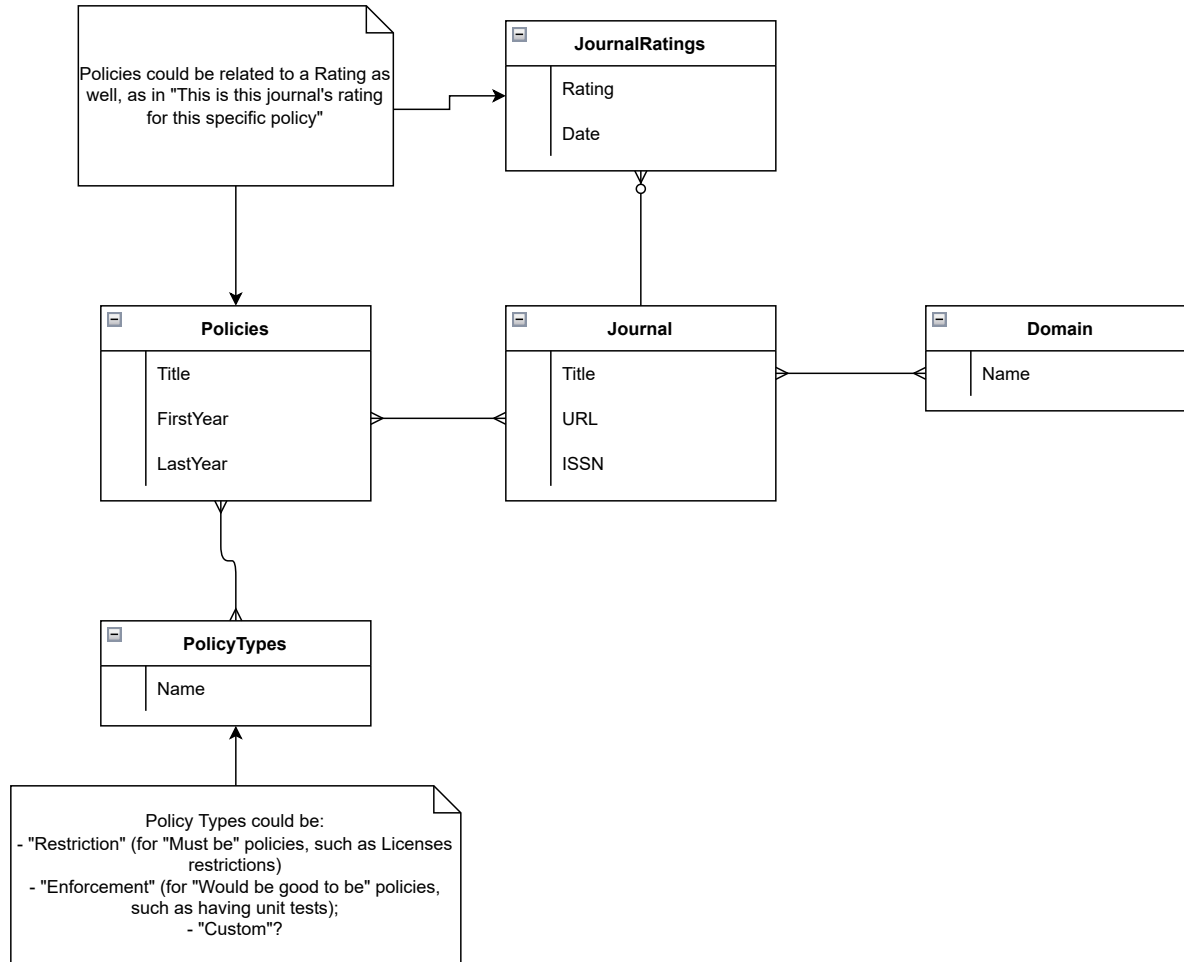 Policies could be related to a Rating as
well, as in "This is this journal's rating
for this specific policy"
JournalRatings
Rating
Date
Policies
Title
FirstYear
LastYear
Journal
Title
URL
ISSN
Domain
Name
PolicyTypes
Name
Policy Types could be:
- "Restriction" (for "Must be" policies, such as Licenses
restrictions)
- "Enforcement" (for "Would be good to be" policies,
such as having unit tests);
- "Custom"?